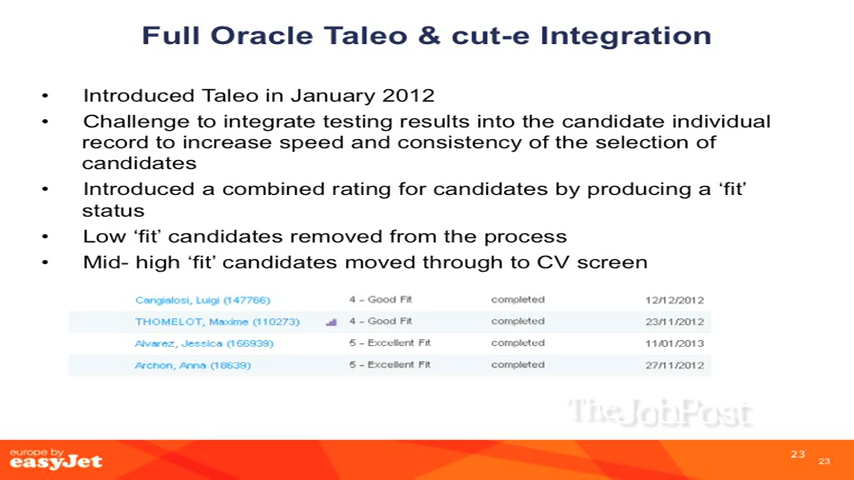 Full Oracle Taleo & cut-e Integration
• Introduced Taleo in January 2012
• Challenge to integrate testing results into the candidate individual
record to increase speed and consistency of the selection of
candidates
• Introduced a combined rating for candidates by producing a ‘fit’
status
• Low ‘fit’ candidates removed from the process
• Mid- high ‘fit’ candidates moved through to CV screen
Cangialosi, Luigi (147766) 4 - Good Fit completed 12/12/2012
THOMELOT, Maxime (110273) 4 - Good Fit completed 23/11/2012
Alvarez, Jessica (156939) 5 - Excellent Fit completed 11/01/2013
Archon, Anna (18639) 5 - Excellent Fit completed 27/11/2012
TheJobPost
europe by
easyJet
23
23